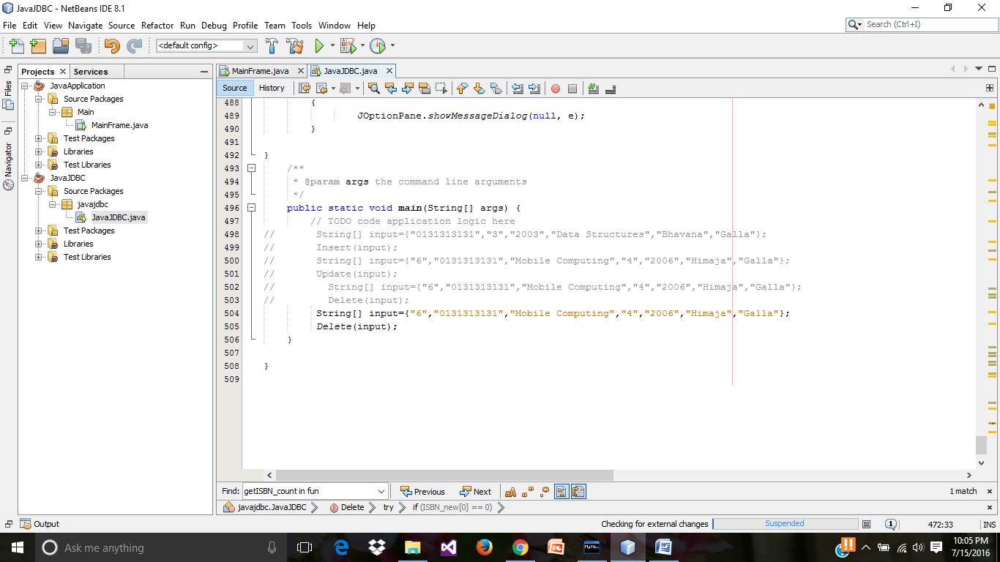 JavaJDBC - NetBeans IDE 8.1
File Edit View Navigate Source Refactor Run Debug Profile Team Tools Window Help
Search (Ctrl+I)
<default config>
Files
Navigator
Projects
Services
JavaApplication
Source Packages
Main
MainFrame.java
Test Packages
Libraries
Test Libraries
JavaJDBC
Source Packages
javajdbc
JavaJDBC.java
Test Packages
Libraries
Test Libraries
MainFrame.java
JavaJDBC.java
Source History
488 {
489 JOptionPane.showMessageDialog(null, e);
490 }
491
492 }
493 /**
494 * @param args the command line arguments
495 */
496 public static void main(String[] args) {
497 // TODO code application logic here
498 // String[] input={"0131313131","3","2003","Data Structures","Bhavana","Galla"};
499 // Insert(input);
500 // String[] input={"6","0131313131","Mobile Computing","4","2006","Himaja","Galla"};
501 // Update(input);
502 // String[] input={"6","0131313131","Mobile Computing","4","2006","Himaja","Galla"};
503 // Delete(input);
504 String[] input={"6","0131313131","Mobile Computing","4","2006","Himaja","Galla"};
505 Delete(input);
506 }
507
508 }
509
Find: getISBN_count in fun Previous Next 1 match
javajdbc.JavaJDBC Delete try if (ISBN_new[0] == 0)
Output
Checking for external changes Suspended 1 472:33 INS
Ask me anything
MySQL
10:05 PM
7/15/2016